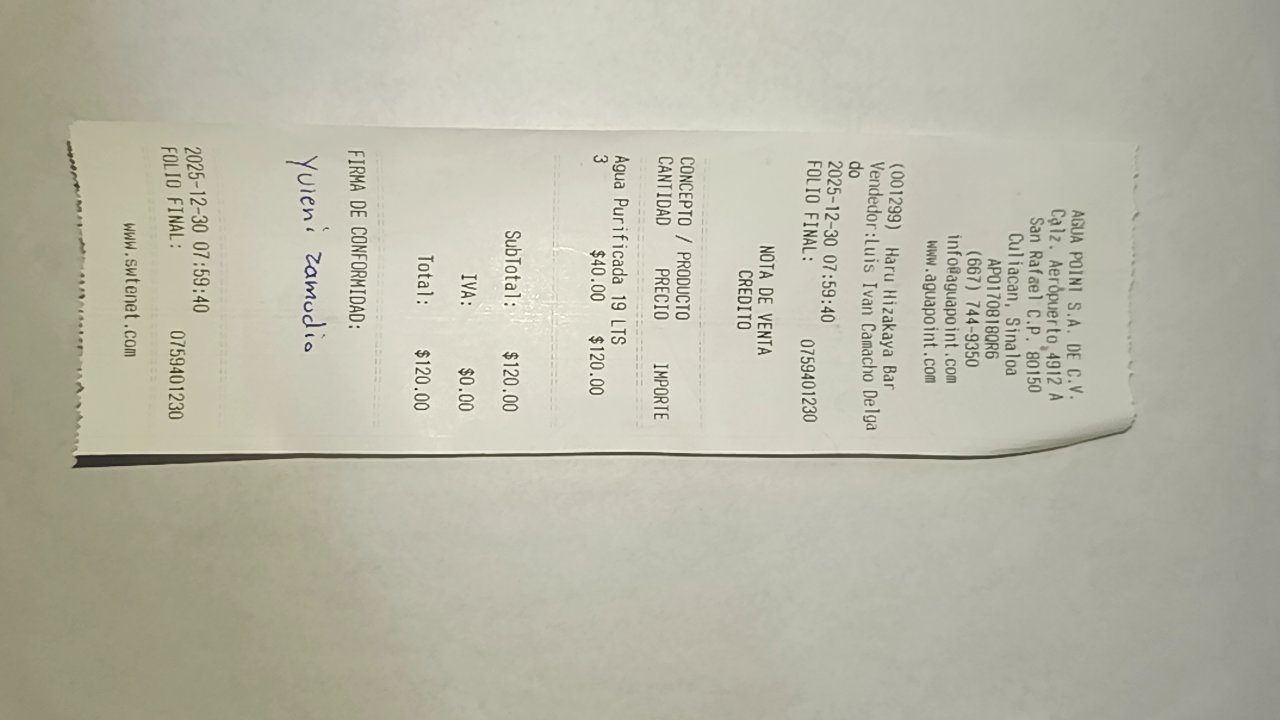 AGUA POINT S.A. DE C.V.
Calz. Aeropuerto 4912 A
San Rafael C.P. 80150
Culiacan, Sinaloa
APO170818QR6
(667) 744-9350
info@aguapoint.com
www.aguapoint.com
(001299) Haru Hizakaya Bar
Vendedor:Luis Ivan Camacho Delga
do
2025-12-30 07:59:40
FOLIO FINAL: 0759401230
NOTA DE VENTA
CREDITO
CONCEPTO / PRODUCTO
CANTIDAD PRECIO IMPORTE
Agua Purificada 19 LTS
3 $40.00 $120.00
SubTotal: $120.00
IVA: $0.00
Total: $120.00
FIRMA DE CONFORMIDAD:
Yuleni zamudio
2025-12-30 07:59:40
FOLIO FINAL: 0759401230
www.swtenet.com